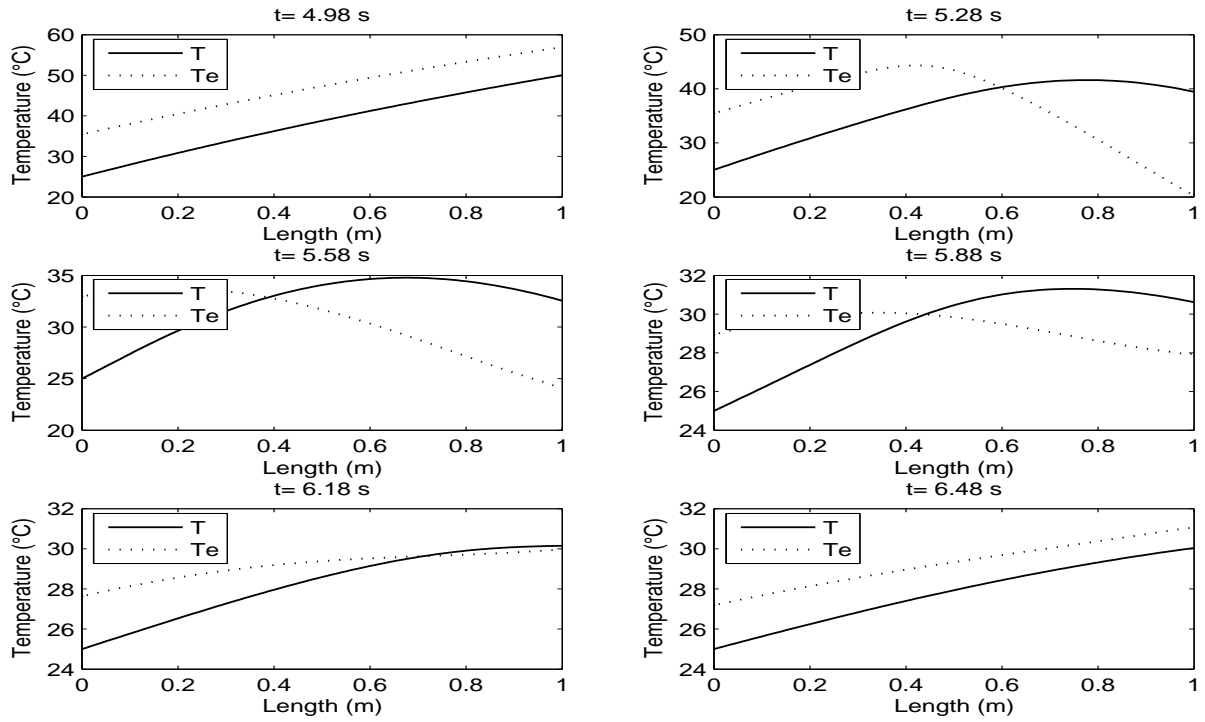 t= 4.98 s
60
50
40
30
20
Temperature (°C)
T
Te
0
0.2
0.4
0.6
0.8
1
Length (m)
t= 5.28 s
50
40
30
20
Temperature (°C)
T
Te
0
0.2
0.4
0.6
0.8
1
Length (m)
t= 5.58 s
35
30
25
20
Temperature (°C)
T
Te
0
0.2
0.4
0.6
0.8
1
Length (m)
t= 5.88 s
32
30
28
26
24
Temperature (°C)
T
Te
0
0.2
0.4
0.6
0.8
1
Length (m)
t= 6.18 s
32
30
28
26
24
Temperature (°C)
T
Te
0
0.2
0.4
0.6
0.8
1
Length (m)
t= 6.48 s
32
30
28
26
24
Temperature (°C)
T
Te
0
0.2
0.4
0.6
0.8
1
Length (m)